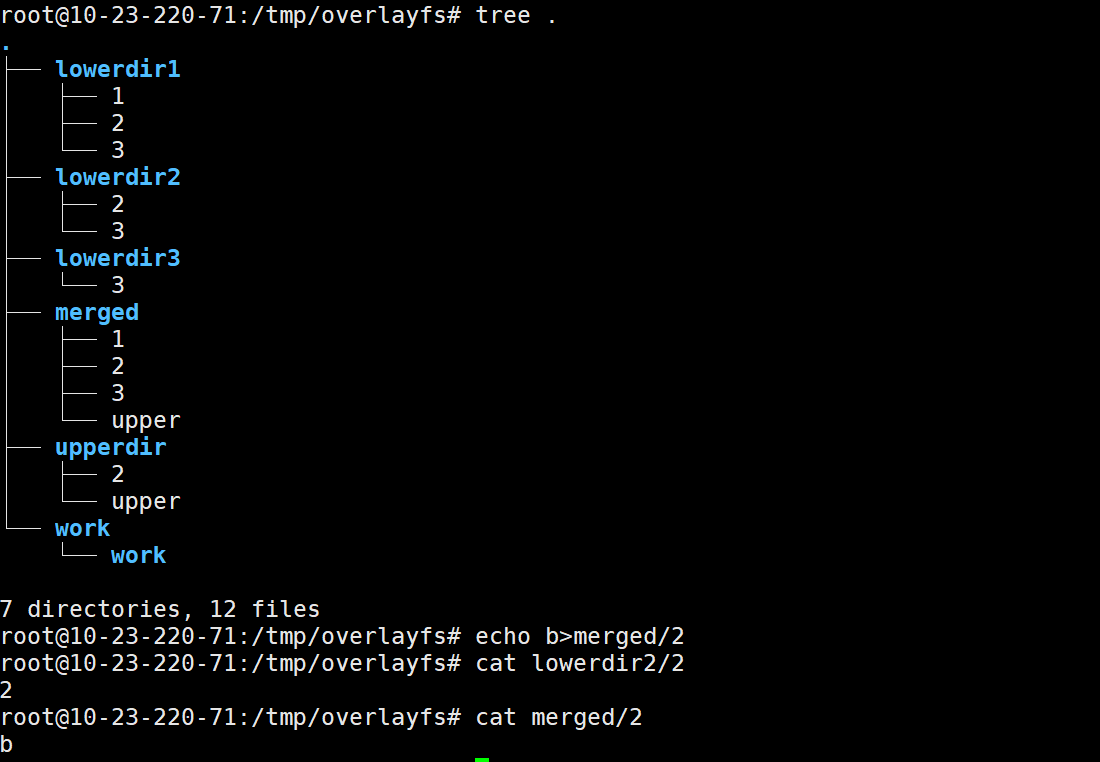 root@10-23-220-71:/tmp/overlayfs# tree .
.
├── lowerdir1
│   ├── 1
│   ├── 2
│   └── 3
├── lowerdir2
│   ├── 2
│   └── 3
├── lowerdir3
│   └── 3
├── merged
│   ├── 1
│   ├── 2
│   ├── 3
│   └── upper
├── upperdir
│   ├── 2
│   └── upper
└── work
    └── work

7 directories, 12 files
root@10-23-220-71:/tmp/overlayfs# echo b>merged/2
root@10-23-220-71:/tmp/overlayfs# cat lowerdir2/2
2
root@10-23-220-71:/tmp/overlayfs# cat merged/2
b